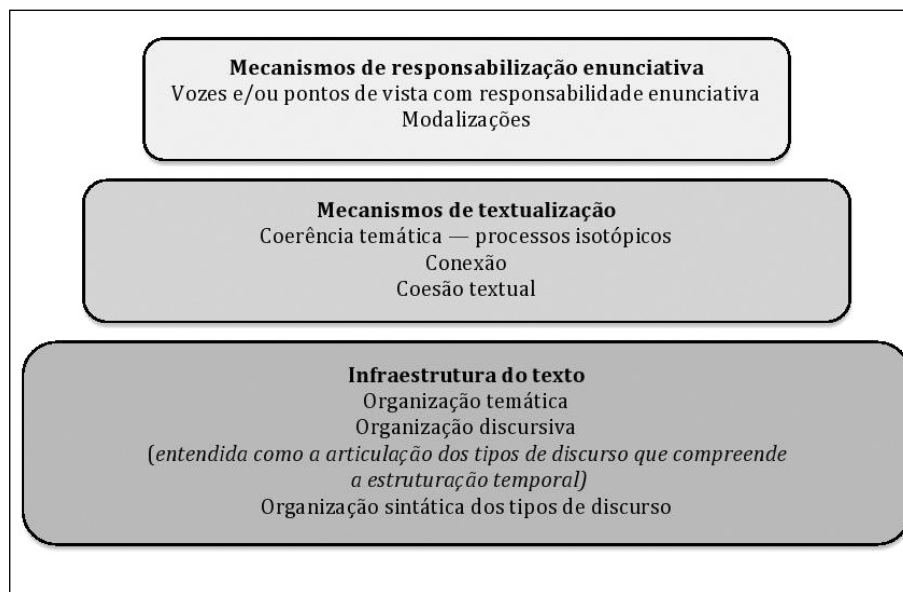 Mecanismos de responsabilização enunciativa
Vozes e/ou pontos de vista com responsabilidade enunciativa
Modalizações
Mecanismos de textualização
Coerência temática — processos isotópicos
Conexão
Coesão textual
Infraestrutura do texto
Organização temática
Organização discursiva
(entendida como a articulação dos tipos de discurso que compreende
a estruturação temporal)
Organização sintática dos tipos de discurso